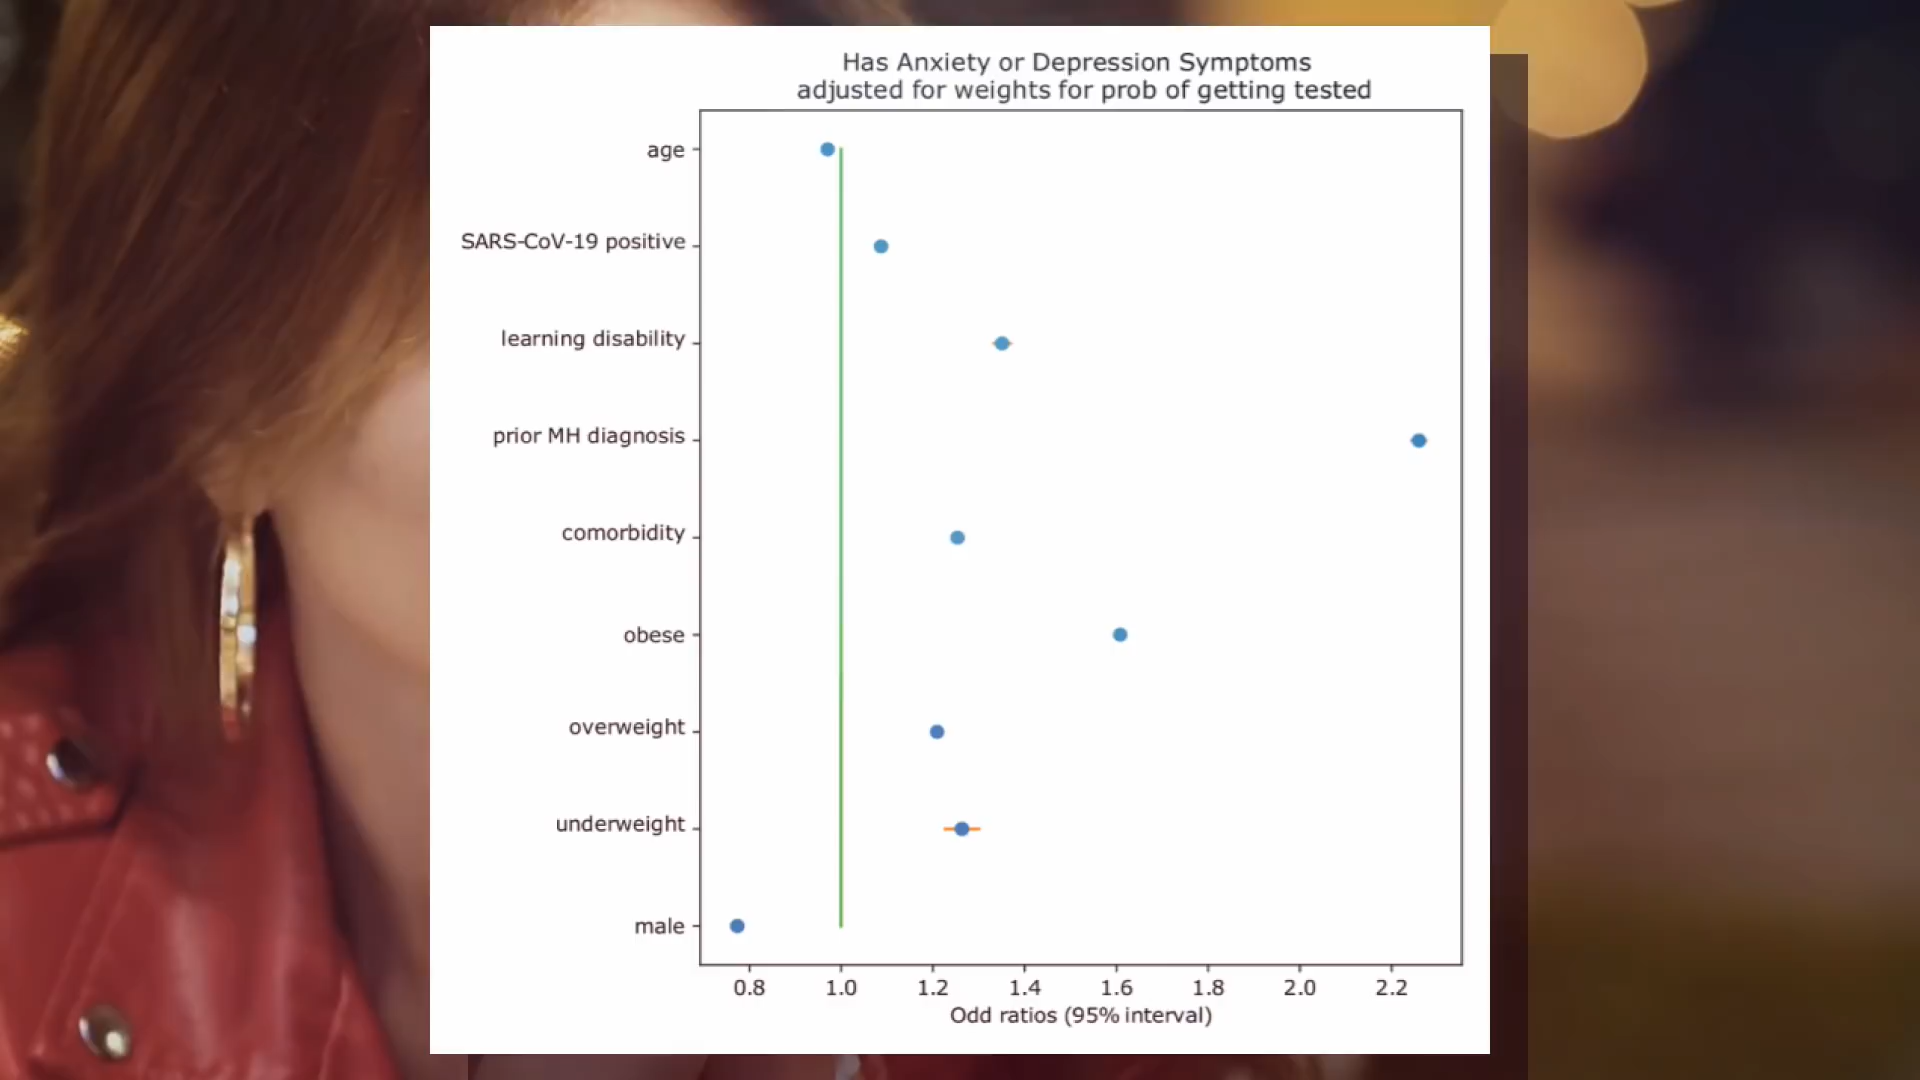 Has Anxiety or Depression Symptoms
adjusted for weights for prob of getting tested
age
SARS-CoV-19 positive
learning disability
prior MH diagnosis
comorbidity
obese
overweight
underweight
male
0.8 1.0 1.2 1.4 1.6 1.8 2.0 2.2
Odd ratios (95% interval)